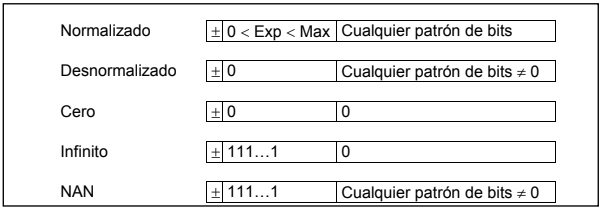 Normalizado ± 0 < Exp < Max Cualquier patrón de bits
Desnormalizado ± 0 Cualquier patrón de bits ≠ 0
Cero ± 0 0
Infinito ± 111…1 0
NAN ± 111…1 Cualquier patrón de bits ≠ 0